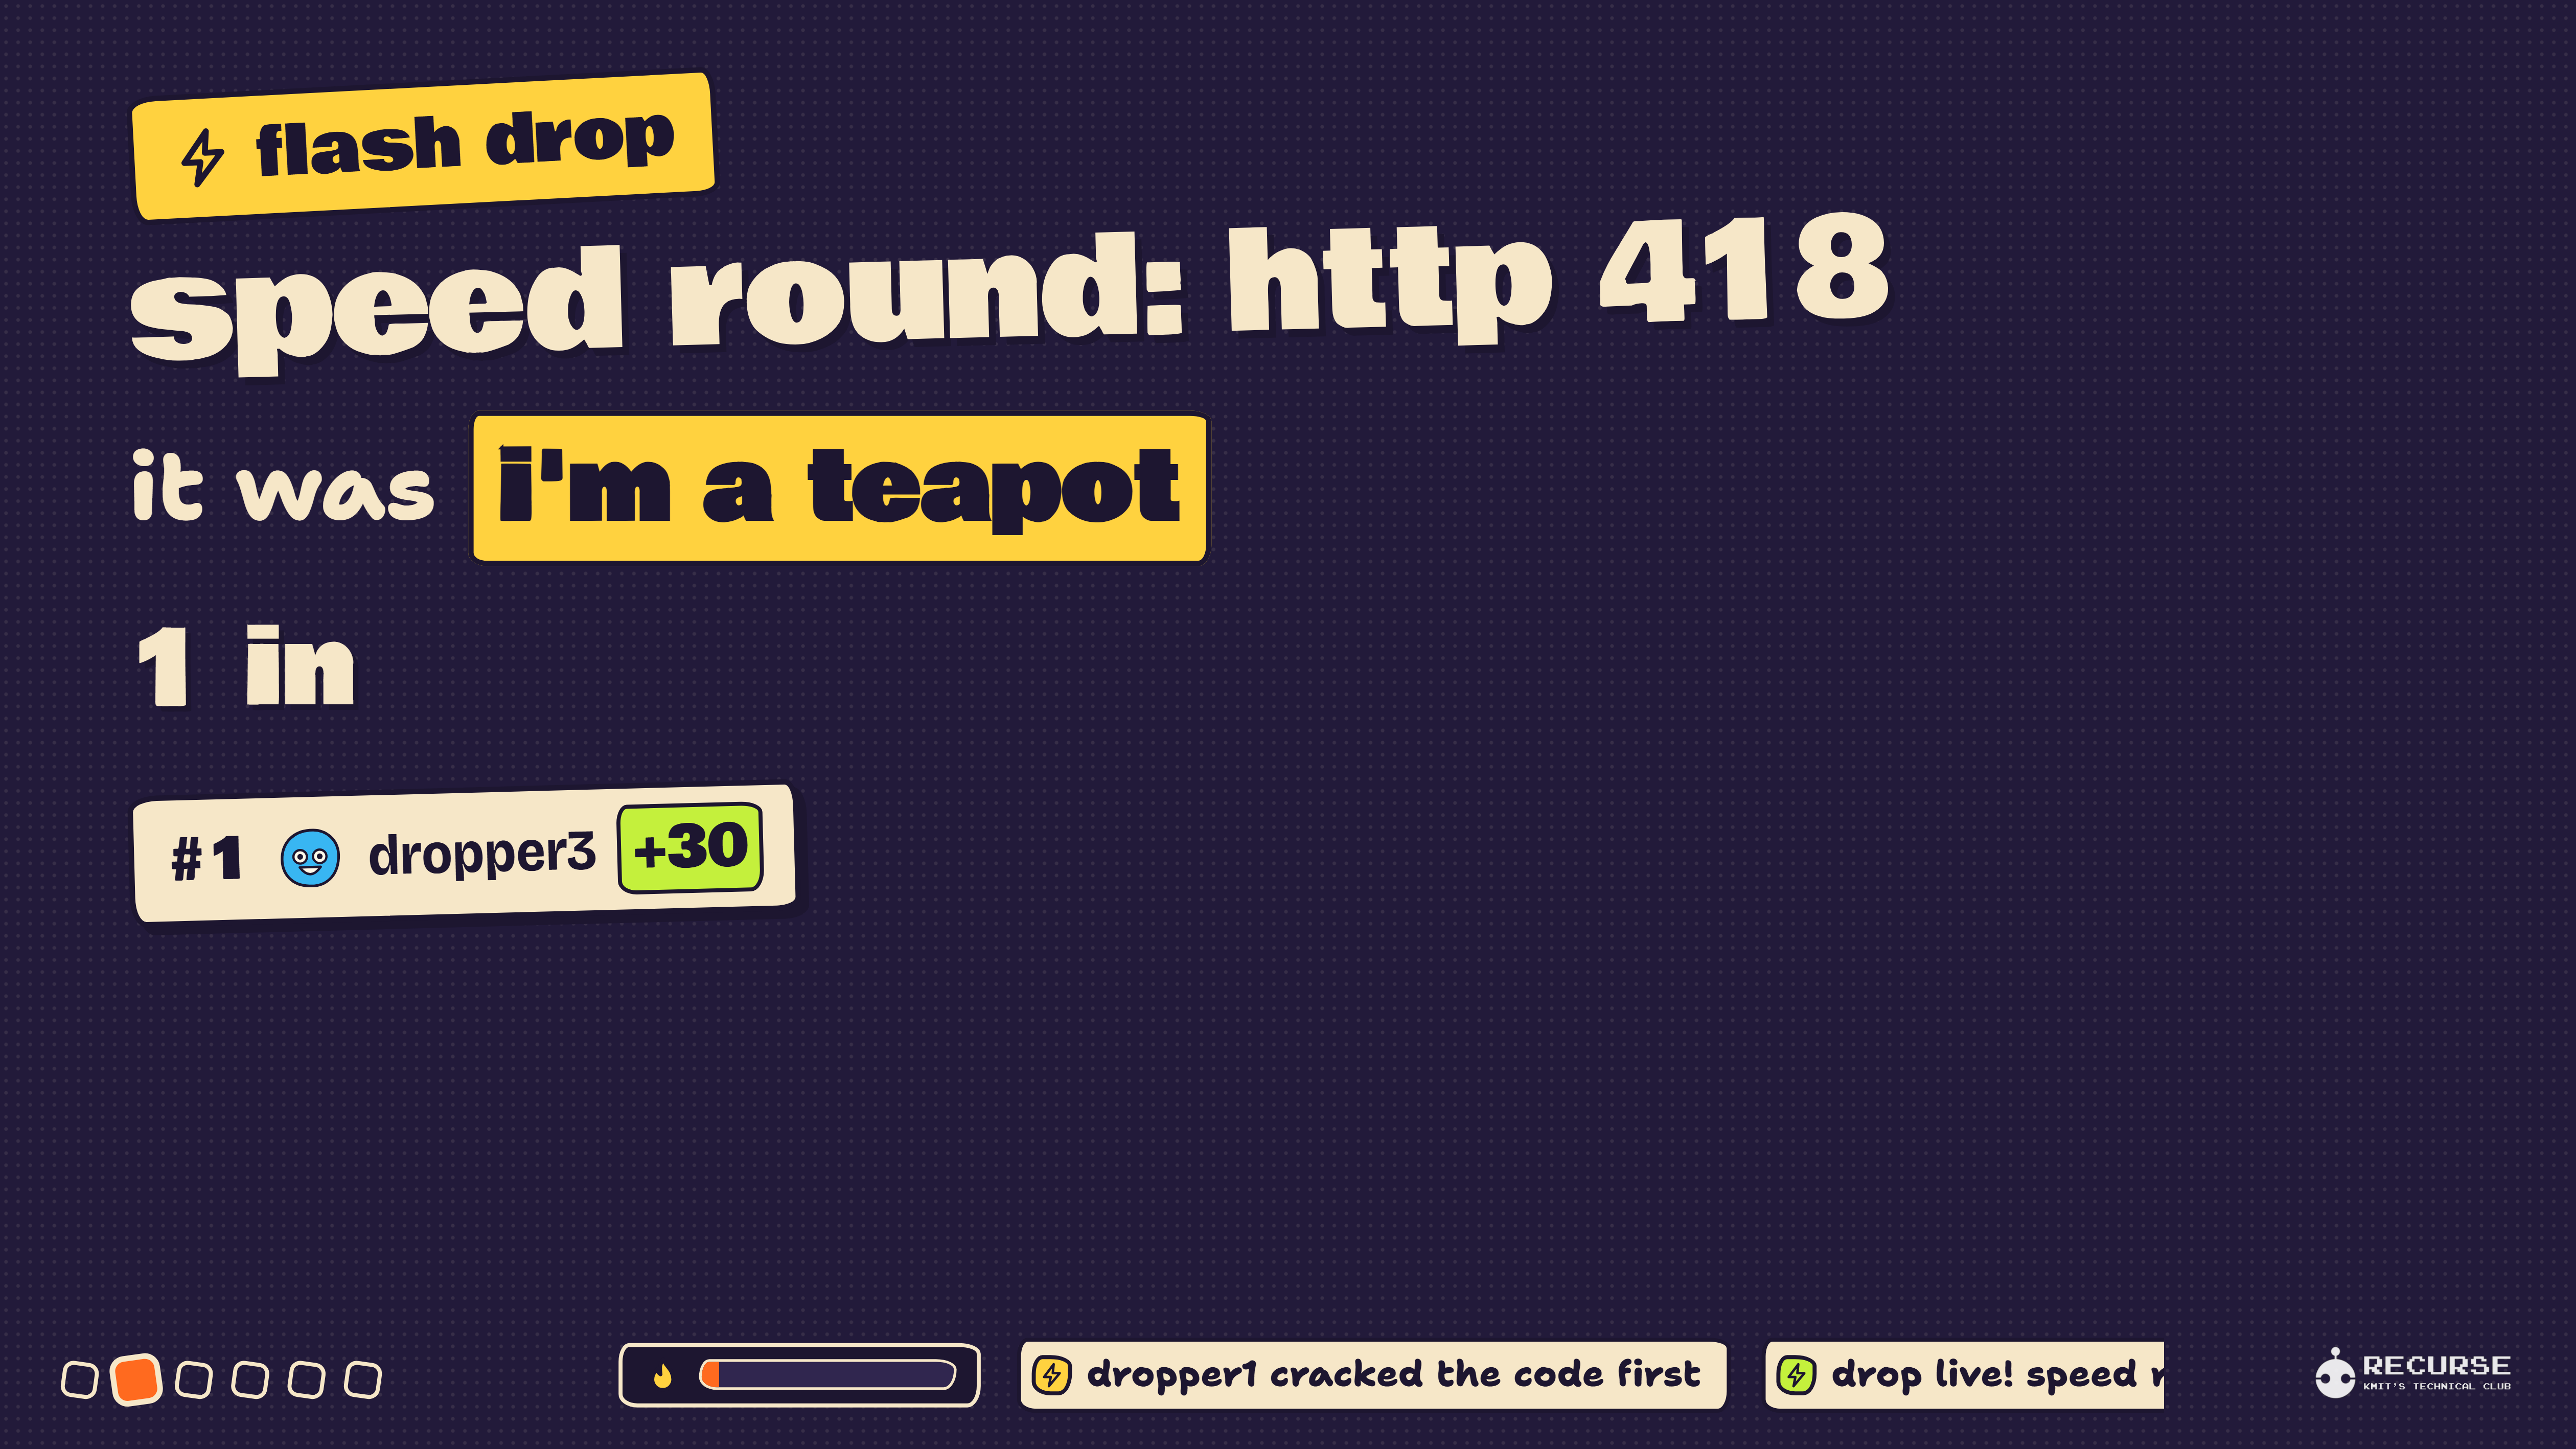 flash drop
speed round: http 418
it was i'm a teapot
1 in
#1 dropper3 +30
dropper1 cracked the code first
drop live! speed
RECURSE
KMIT'S TECHNICAL CLUB